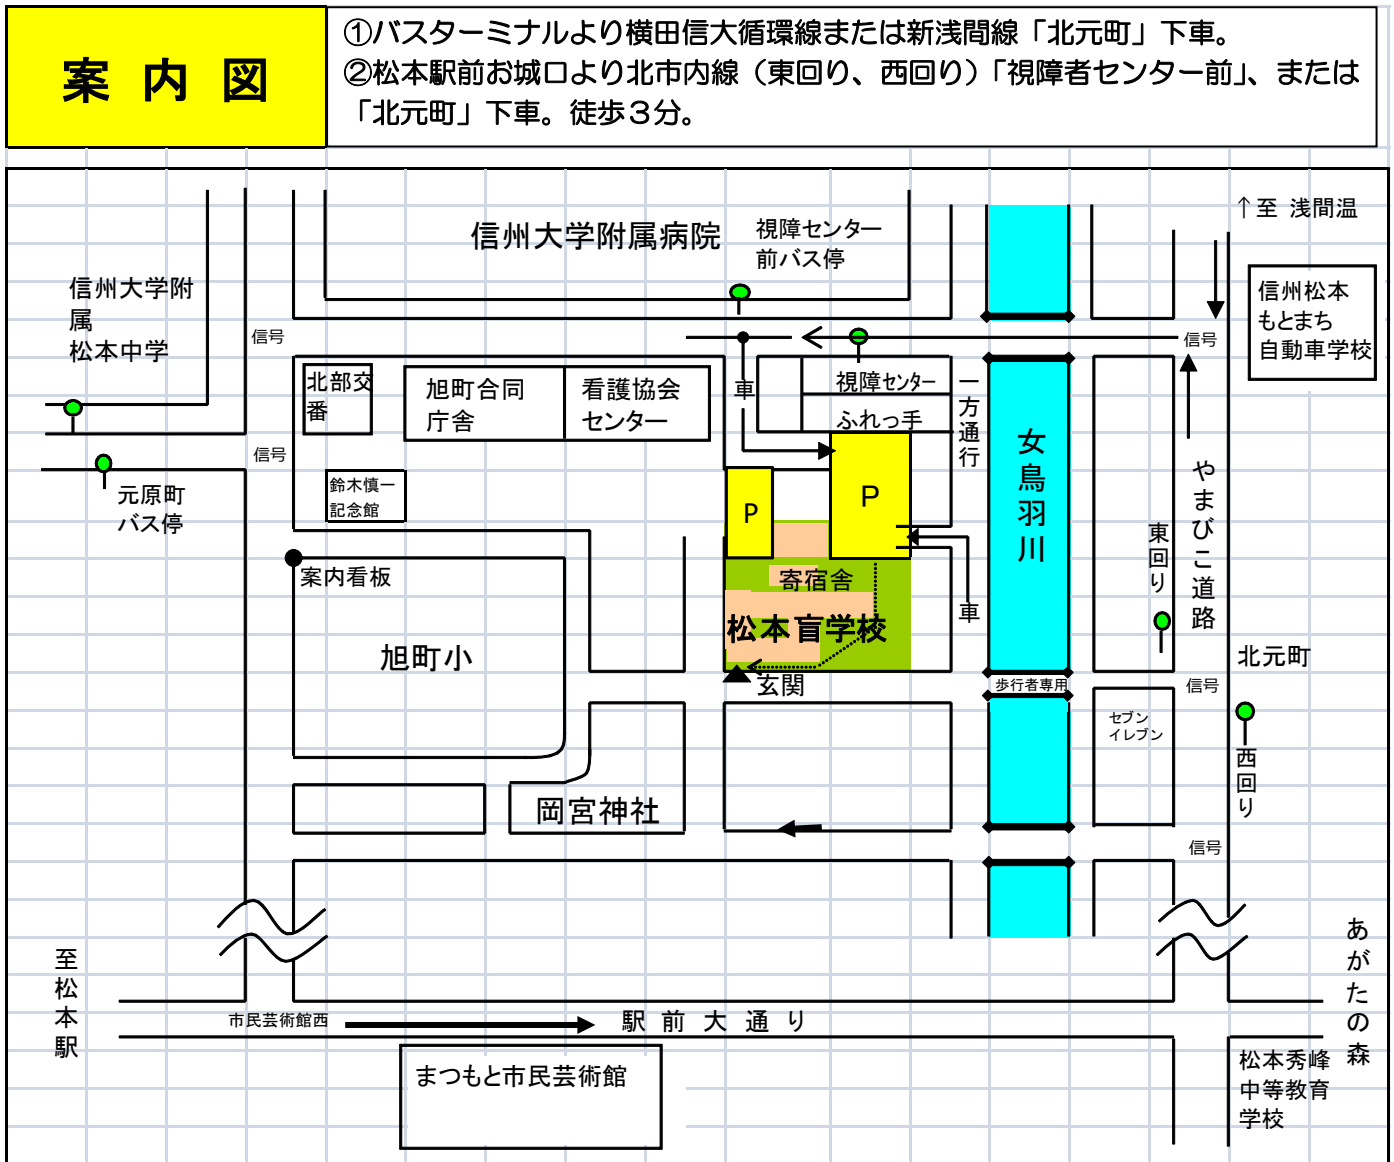 案内図
①バスターミナルより横田信大循環線または新浅間線「北元町」下車。
②松本駅前お城口より北市内線（東回り、西回り）「視障者センター前」、または
「北元町」下車。徒歩３分。
↑至 浅間温
信州大学附属病院
視障センター
前バス停
信州大学附
属
松本中学
信州松本
もとまち
自動車学校
信号
信号
北部交
番
旭町合同
庁舎
看護協会
センター
車
視障センター
ふれっ手
一方通行
女鳥羽川
やまびこ道路
信号
元原町
バス停
鈴木慎一
記念館
P
P
東回り
案内看板
寄宿舎
車
松本盲学校
旭町小
玄関
北元町
歩行者専用
信号
セブン
イレブン
西回り
岡宮神社
信号
至松本駅
あがたの森
市民芸術館西
駅前大通り
まつもと市民芸術館
松本秀峰
中等教育
学校